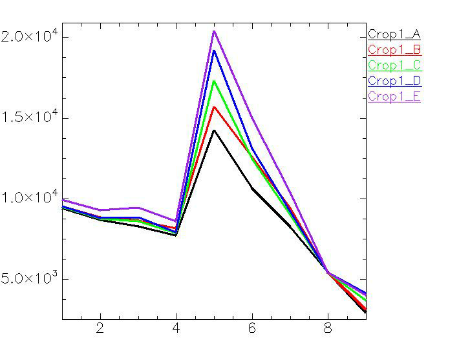 2.0×10⁴
1.5×10⁴
1.0×10⁴
5.0×10³
2 4 6 8
Crop1_A
Crop1_B
Crop1_C
Crop1_D
Crop1_E